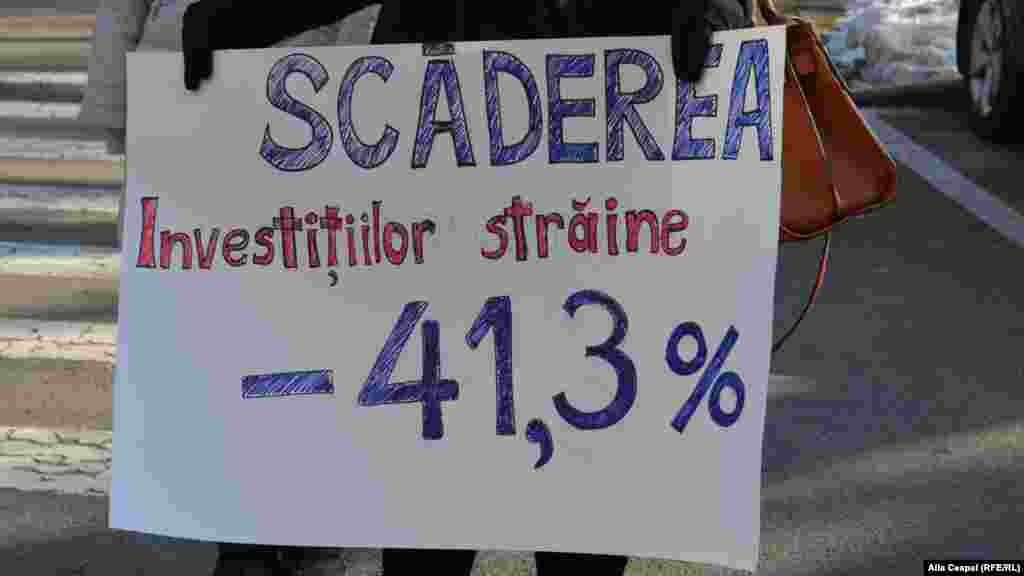 SCĂDEREA
Investițiilor străine
- 41,3 %
Alla Ceapai (RFE/RL)